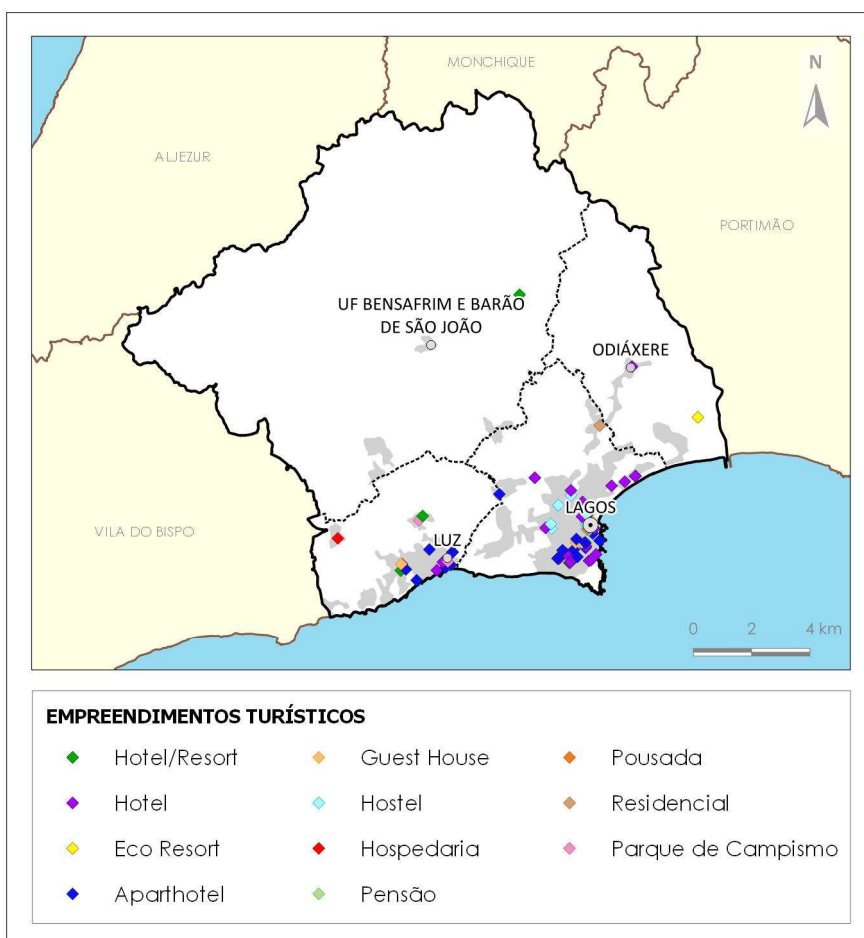 MONCHIQUE
N
ALJEZUR
PORTIMÃO
UF BENSAFRIM E BARÃO
DE SÃO JOÃO
ODIÁXERE
VILA DO BISPO
LAGOS
LUZ
0 2 4 km
EMPREENDIMENTOS TURÍSTICOS
Hotel/Resort Guest House Pousada
Hotel Hostel Residencial
Eco Resort Hospedaria Parque de Campismo
Aparthotel Pensão